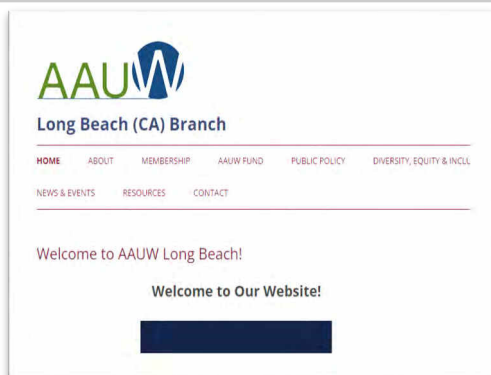 AAUW
Long Beach (CA) Branch
HOME ABOUT MEMBERSHIP AAUW FUND PUBLIC POLICY DIVERSITY, EQUITY & INCLU
NEWS & EVENTS RESOURCES CONTACT
Welcome to AAUW Long Beach!
Welcome to Our Website!